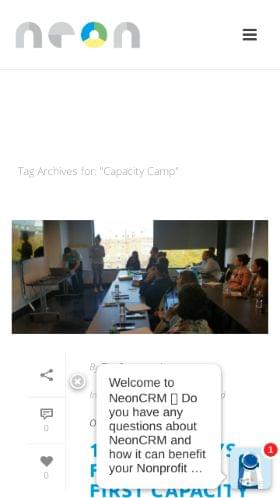 neon
Tag Archives for: "Capacity Camp"
Welcome to
NeonCRM [] Do
you have any
questions about
NeonCRM and
how it can benefit
your Nonprofit ...
0
0
1
FIRST CAPACITY